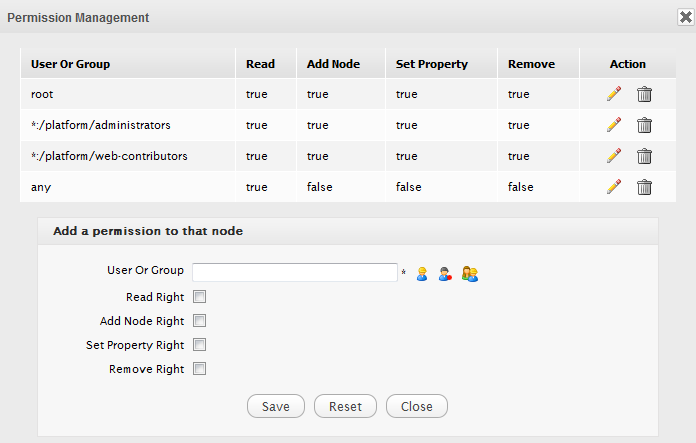 Permission Management
User Or Group Read Add Node Set Property Remove Action
root true true true true
*:/platform/administrators true true true true
*:/platform/web-contributors true true true true
any true false false false
Add a permission to that node
User Or Group *
Read Right
Add Node Right
Set Property Right
Remove Right
Save Reset Close